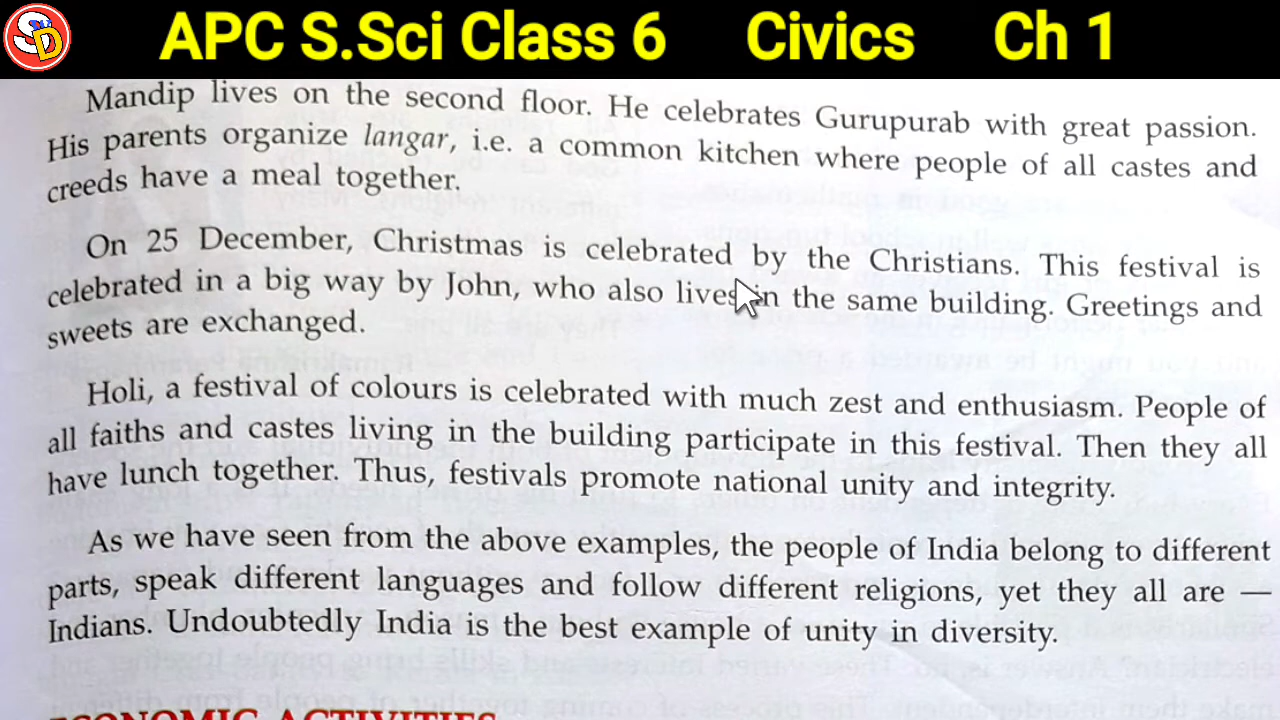 SD
APC S.Sci Class 6 Civics Ch 1
Mandip lives on the second floor. He celebrates Gurupurab with great passion.
His parents organize langar, i.e. a common kitchen where people of all castes and
creeds have a meal together.
On 25 December, Christmas is celebrated by the Christians. This festival is
celebrated in a big way by John, who also lives in the same building. Greetings and
sweets are exchanged.
Holi, a festival of colours is celebrated with much zest and enthusiasm. People of
all faiths and castes living in the building participate in this festival. Then they all
have lunch together. Thus, festivals promote national unity and integrity.
As we have seen from the above examples, the people of India belong to different
parts, speak different languages and follow different religions, yet they all are —
Indians. Undoubtedly India is the best example of unity in diversity.
ECONOMIC ACTIVITIES